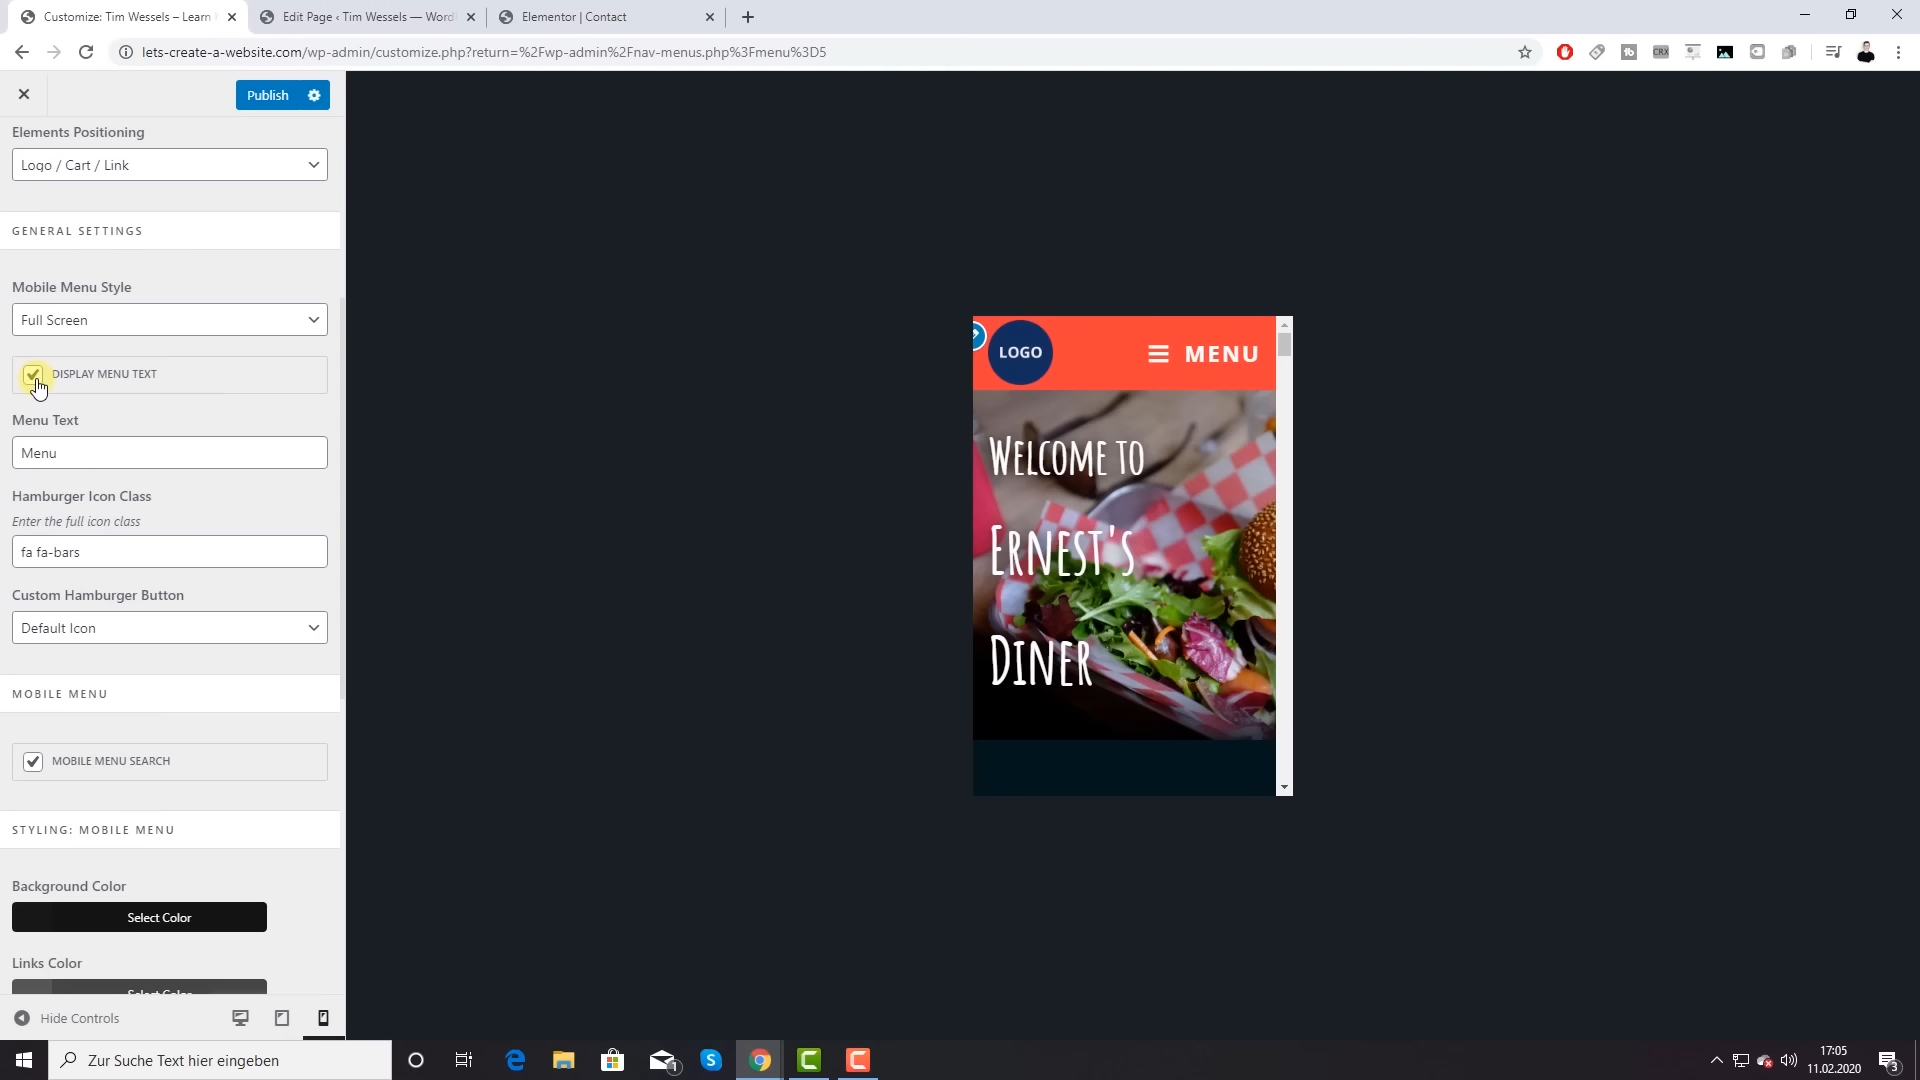 Customize: Tim Wessels – Learn
Edit Page ‹ Tim Wessels — Word
Elementor | Contact
lets-create-a-website.com/wp-admin/customize.php?return=%2Fwp-admin%2Fnav-menus.php%3Fmenu%3D5
Publish
Elements Positioning
Logo / Cart / Link
GENERAL SETTINGS
Mobile Menu Style
Full Screen
DISPLAY MENU TEXT
Menu Text
Menu
Hamburger Icon Class
Enter the full icon class
fa fa-bars
Custom Hamburger Button
Default Icon
MOBILE MENU
MOBILE MENU SEARCH
STYLING: MOBILE MENU
Background Color
Select Color
Links Color
Select Color
Hide Controls
LOGO
MENU
Welcome to
Ernest's
Diner
Zur Suche Text hier eingeben
17:05
11.02.2020